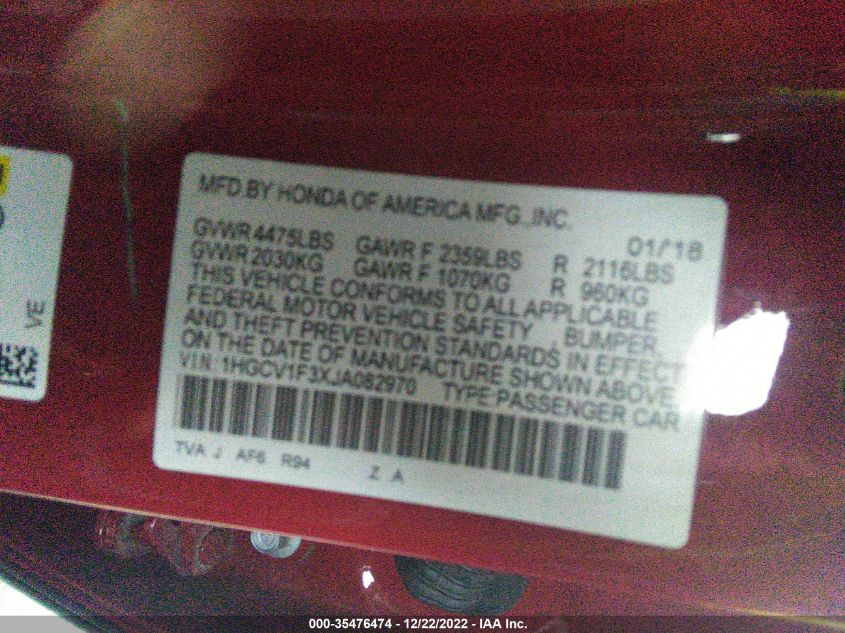 MFD.BY HONDA OF AMERICA MFG.,INC.
01/18
GVWR 4475LBS GAWR F 2359LBS R 2116LBS
GVWR 2030KG GAWR F 1070KG R 960KG
THIS VEHICLE CONFORMS TO ALL APPLICABLE
FEDERAL MOTOR VEHICLE SAFETY , BUMPER,
AND THEFT PREVENTION STANDARDS IN EFFECT
ON THE DATE OF MANUFACTURE SHOWN ABOVE.
VIN: 1HGCV1F3XJA082970 TYPE:PASSENGER CAR
TVA J AF6 R94 Z A
VE
000-35476474 - 12/22/2022 - IAA Inc.